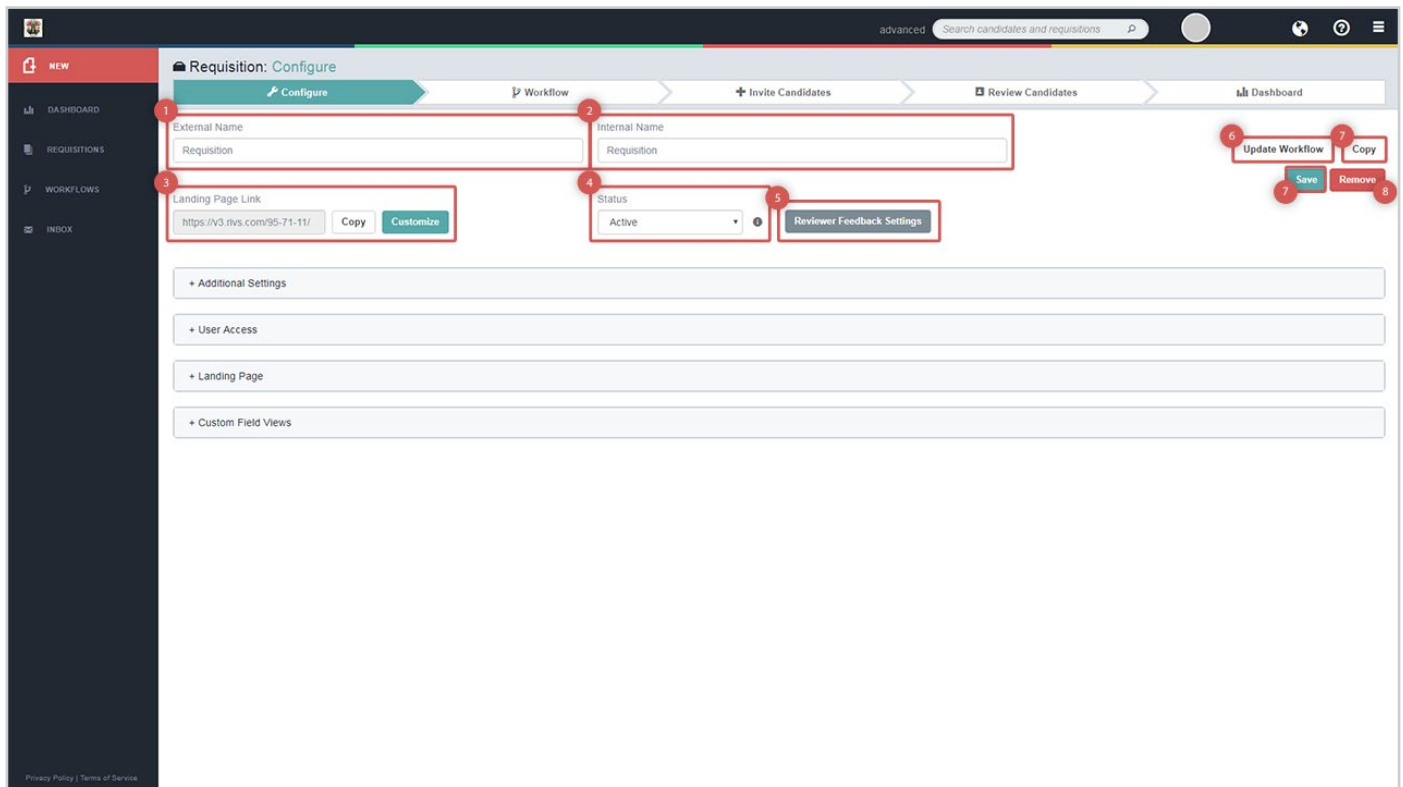 advanced Search candidates and requisitions
NEW
DASHBOARD
REQUISITIONS
WORKFLOWS
INBOX
Privacy Policy | Terms of Service
Requisition: Configure
Configure Workflow Invite Candidates Review Candidates Dashboard
1 2
External Name Internal Name
Requisition Requisition
6 7
Update Workflow Copy
Save Remove
7 8
3 4 5
Landing Page Link Status
https://v3.rivs.com/95-71-11/ Copy Customize Active Reviewer Feedback Settings
+ Additional Settings
+ User Access
+ Landing Page
+ Custom Field Views